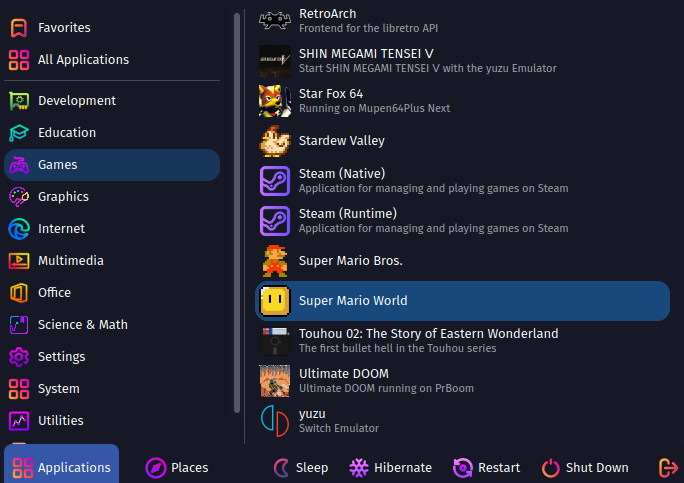 Favorites
All Applications
Development
Education
Games
Graphics
Internet
Multimedia
Office
Science & Math
Settings
System
Utilities
RetroArch
Frontend for the libretro API
SHIN MEGAMI TENSEI V
Start SHIN MEGAMI TENSEI V with the yuzu Emulator
Star Fox 64
Running on Mupen64Plus Next
Stardew Valley
Steam (Native)
Application for managing and playing games on Steam
Steam (Runtime)
Application for managing and playing games on Steam
Super Mario Bros.
Super Mario World
Touhou 02: The Story of Eastern Wonderland
The first bullet hell in the Touhou series
Ultimate DOOM
Ultimate DOOM running on PrBoom
yuzu
Switch Emulator
Applications
Places
Sleep
Hibernate
Restart
Shut Down